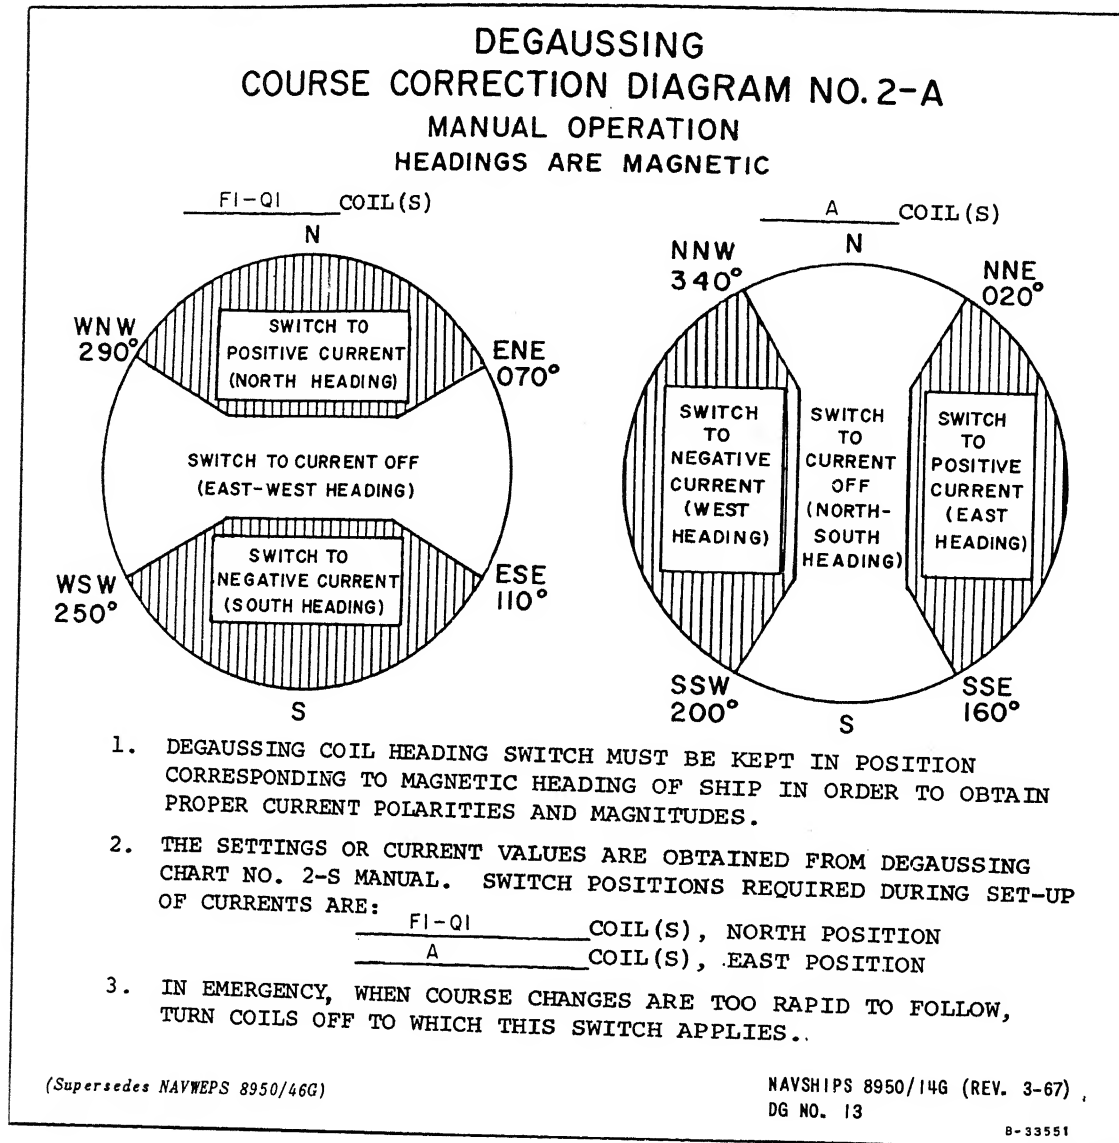 DEGAUSSING
COURSE CORRECTION DIAGRAM NO. 2-A
MANUAL OPERATION
HEADINGS ARE MAGNETIC
FI-QI COIL(S)
N
WNW
290°
ENE
070°
SWITCH TO
POSITIVE CURRENT
(NORTH HEADING)
SWITCH TO CURRENT OFF
(EAST-WEST HEADING)
SWITCH TO
NEGATIVE CURRENT
(SOUTH HEADING)
WSW
250°
ESE
110°
S
A COIL(S)
N
NNW
340°
NNE
020°
SWITCH
TO
NEGATIVE
CURRENT
(WEST
HEADING)
SWITCH
TO
CURRENT
OFF
(NORTH-
SOUTH
HEADING)
SWITCH
TO
POSITIVE
CURRENT
(EAST
HEADING)
SSW
200°
SSE
160°
S
1. DEGAUSSING COIL HEADING SWITCH MUST BE KEPT IN POSITION
CORRESPONDING TO MAGNETIC HEADING OF SHIP IN ORDER TO OBTAIN
PROPER CURRENT POLARITIES AND MAGNITUDES.
2. THE SETTINGS OR CURRENT VALUES ARE OBTAINED FROM DEGAUSSING
CHART NO. 2-S MANUAL. SWITCH POSITIONS REQUIRED DURING SET-UP
OF CURRENTS ARE:
FI-QI COIL(S), NORTH POSITION
A COIL(S), EAST POSITION
3. IN EMERGENCY, WHEN COURSE CHANGES ARE TOO RAPID TO FOLLOW,
TURN COILS OFF TO WHICH THIS SWITCH APPLIES.
(Supersedes NAVWEPS 8950/46G)
NAVSHIPS 8950/14G (REV. 3-67)
DG NO. 13
B-33551